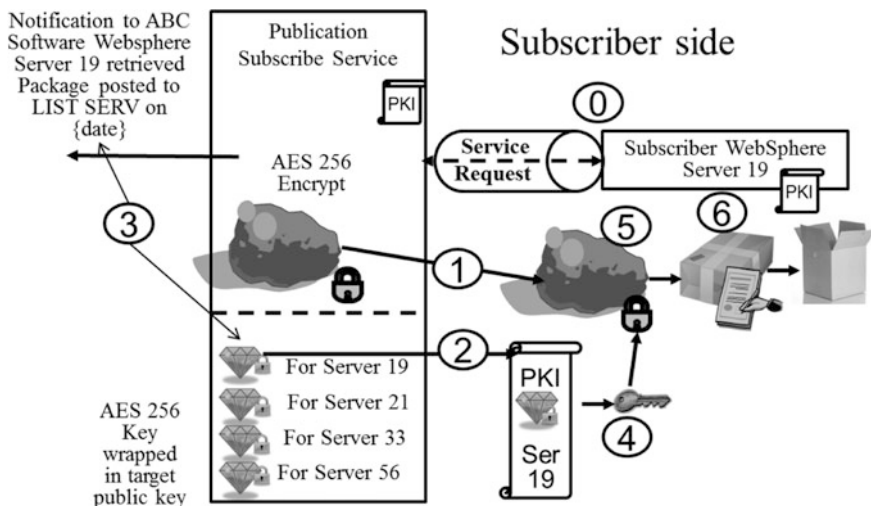 Notification to ABC
Software Websphere
Server 19 retrieved
Package posted to
LIST SERV on
{date}
Publication
Subscribe Service
PKI
Subscriber side
0
Service
Request
Subscriber WebSphere
Server 19
PKI
AES 256
Encrypt
3
1
5
6
2
For Server 19
For Server 21
For Server 33
For Server 56
AES 256
Key
wrapped
in target
public key
PKI
Ser
19
4